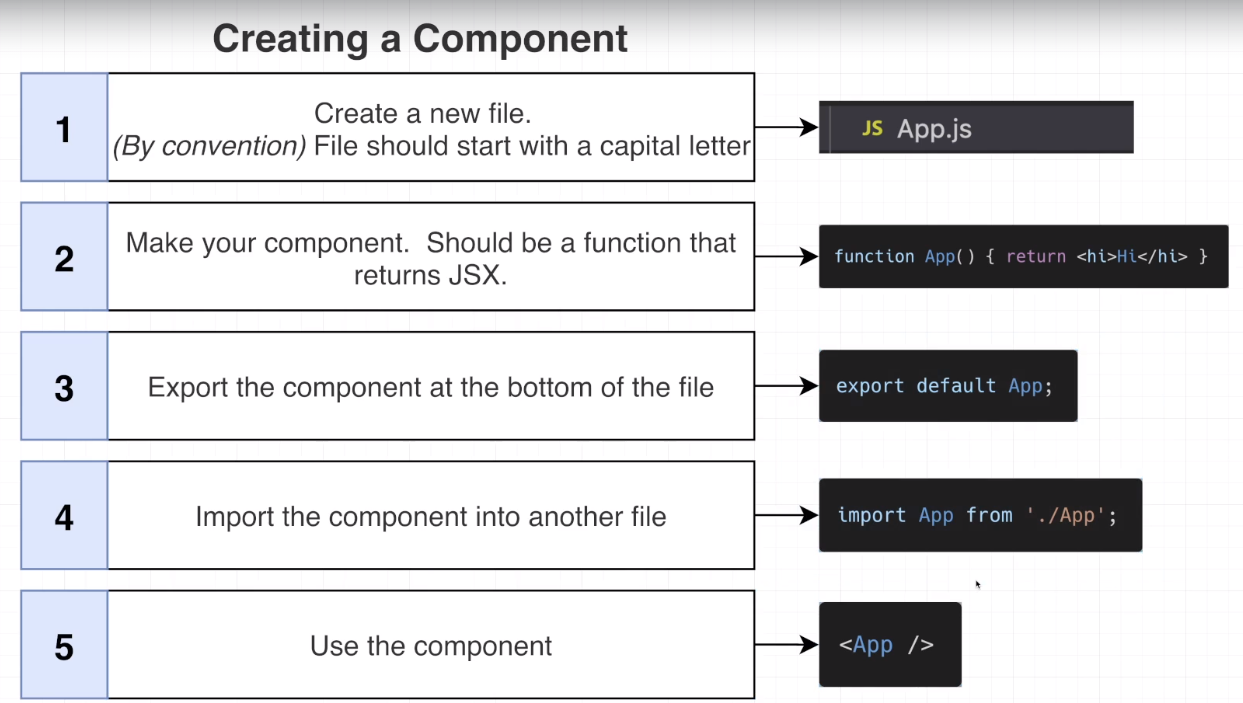 Creating a Component
1
Create a new file.
(By convention) File should start with a capital letter
JS App.js
2
Make your component.  Should be a function that
returns JSX.
function App() { return <hi>Hi</hi> }
3
Export the component at the bottom of the file
export default App;
4
Import the component into another file
import App from './App';
5
Use the component
<App />